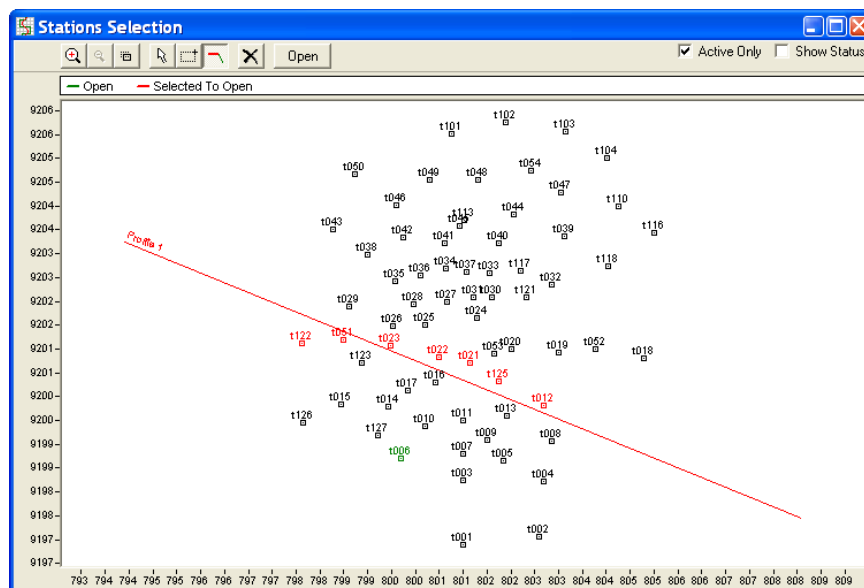 Stations Selection
Open
Active Only
Show Status
Open
Selected To Open
9206
t102
t101
t103
9206
t104
9205
t054
t050
t049
t048
9205
t047
t046
t110
9204
t044
t113
t043
t116
t042
t041
t040
t039
9203
Profile 1
t038
t118
t034
t037
t117
9203
t036
t033
t035
t032
t029
t028
t027
t031
t030
t121
9202
t026
t025
t024
9202
t122
t051
t023
t053
t020
t052
9201
t022
t021
t019
t018
t123
t016
9201
t125
t017
t015
t014
t012
9200
t126
t010
t011
t013
9200
t127
t009
t008
9199
t006
t007
t005
9199
t003
t004
9198
9198
t001
t002
9197
9197
793 794 794 795 795 796 796 797 797 798 798 799 799 800 800 801 801 802 802 803 803 804 804 805 805 806 806 807 807 808 808 809 809